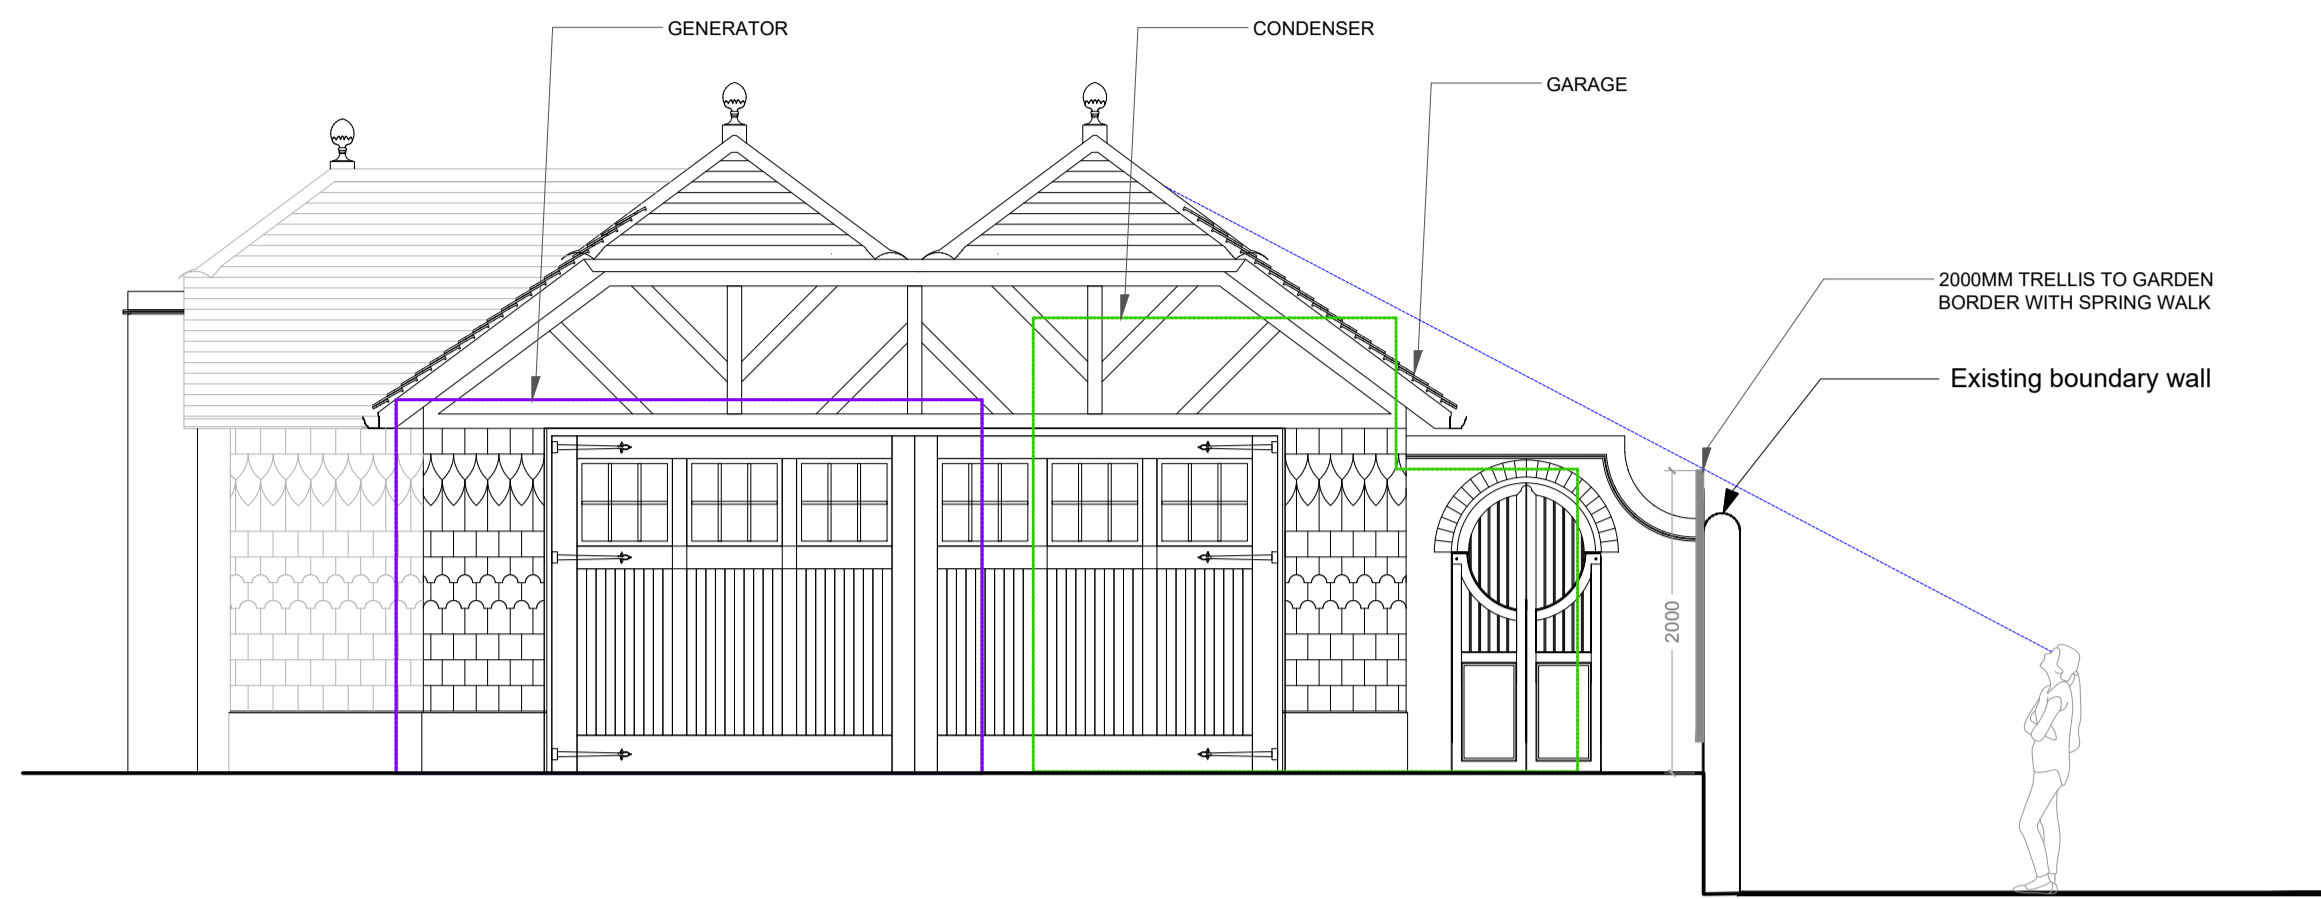 GENERATOR
CONDENSER
GARAGE
2000MM TRELLIS TO GARDEN
BORDER WITH SPRING WALK
Existing boundary wall
2000